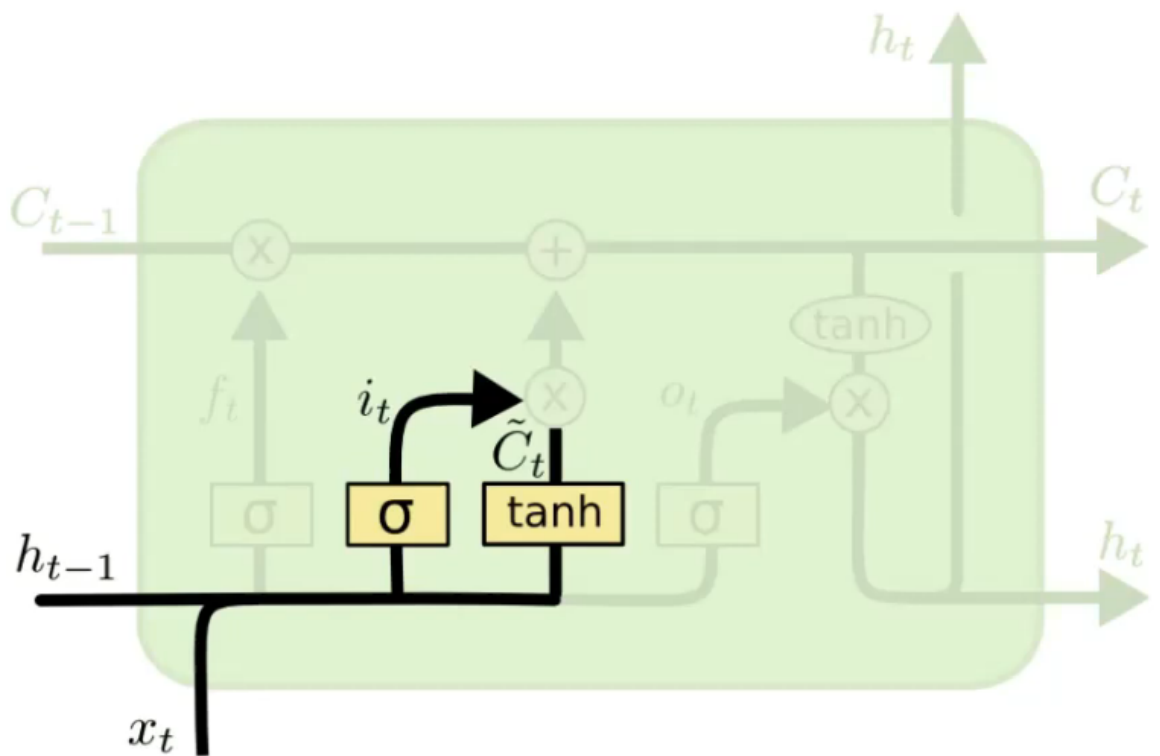 h_t
C_{t-1}
C_t
x
+
tanh
f_t
i_t
x
o_t
x
C̃_t
σ
σ
tanh
σ
h_{t-1}
h_t
x_t